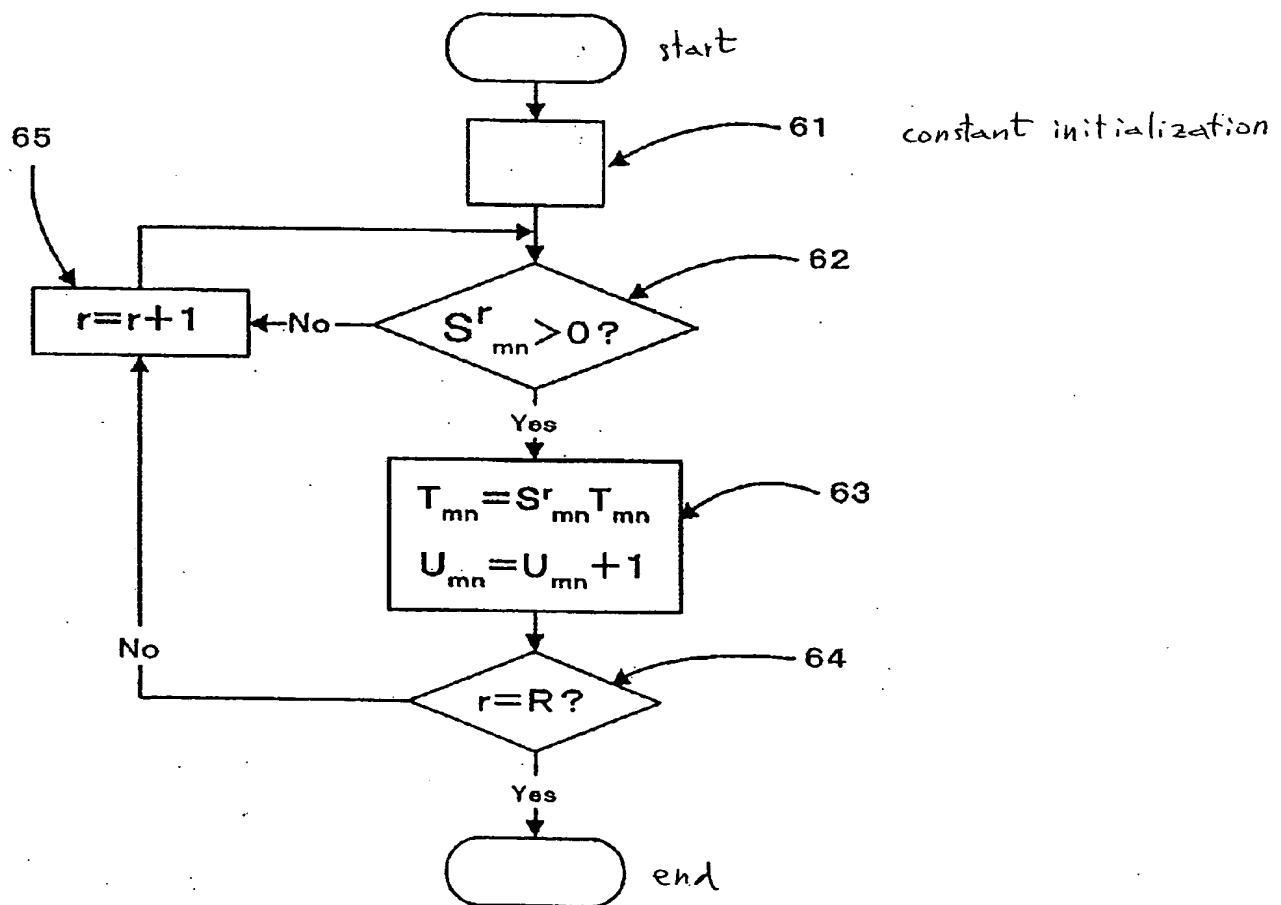 start
61
constant initialization
65
62
r=r+1
No
S^r_mn>0?
Yes
63
T_mn=S^r_mn T_mn
U_mn=U_mn+1
64
No
r=R?
Yes
end